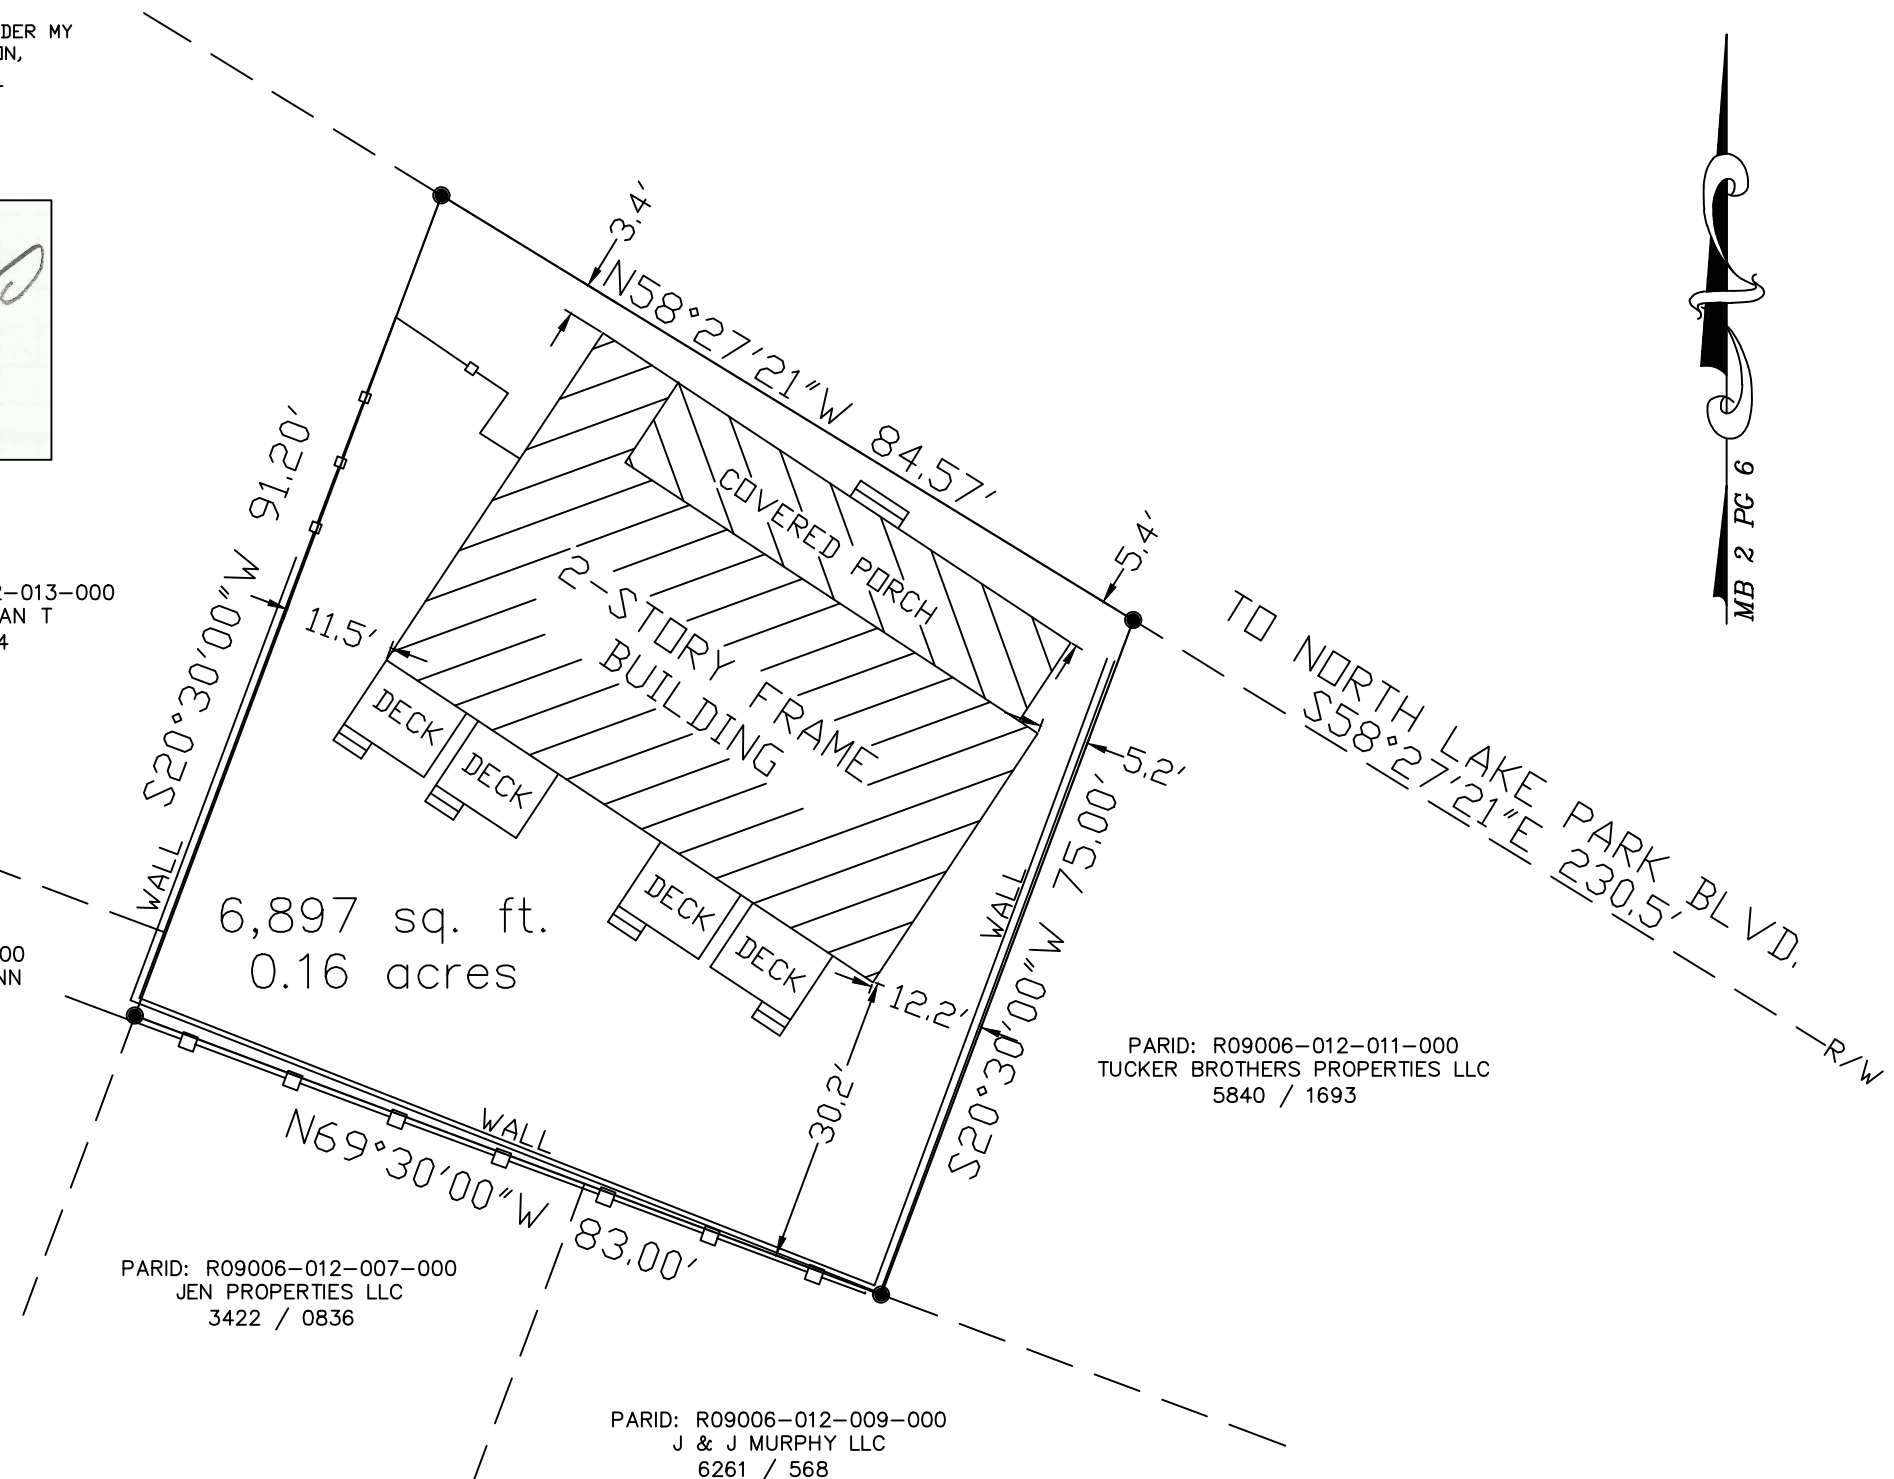 DER MY
ON,
3.4'
N58°27'21"W 84.57'
5.4'
MB 2 PG 6
S20°30'00"W 91.20'
COVERED PORCH
2-STORY FRAME
BUILDING
11.5'
2-013-000
AN T
4
TO NORTH LAKE PARK BLVD.
S58°27'21"E 230.5'
R/W
DECK
DECK
DECK
DECK
5.2'
S20°30'00"W 75.00'
WALL
WALL
6,897 sq. ft.
0.16 acres
00
NN
12.2'
30.2'
PARID: R09006-012-011-000
TUCKER BROTHERS PROPERTIES LLC
5840 / 1693
WALL
N69°30'00"W 83.00'
PARID: R09006-012-007-000
JEN PROPERTIES LLC
3422 / 0836
PARID: R09006-012-009-000
J & J MURPHY LLC
6261 / 568